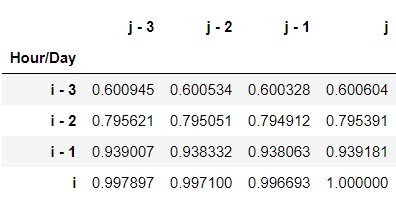 j - 3 j - 2 j - 1 j
Hour/Day
i - 3 0.600945 0.600534 0.600328 0.600604
i - 2 0.795621 0.795051 0.794912 0.795391
i - 1 0.939007 0.938332 0.938063 0.939181
i 0.997897 0.997100 0.996693 1.000000